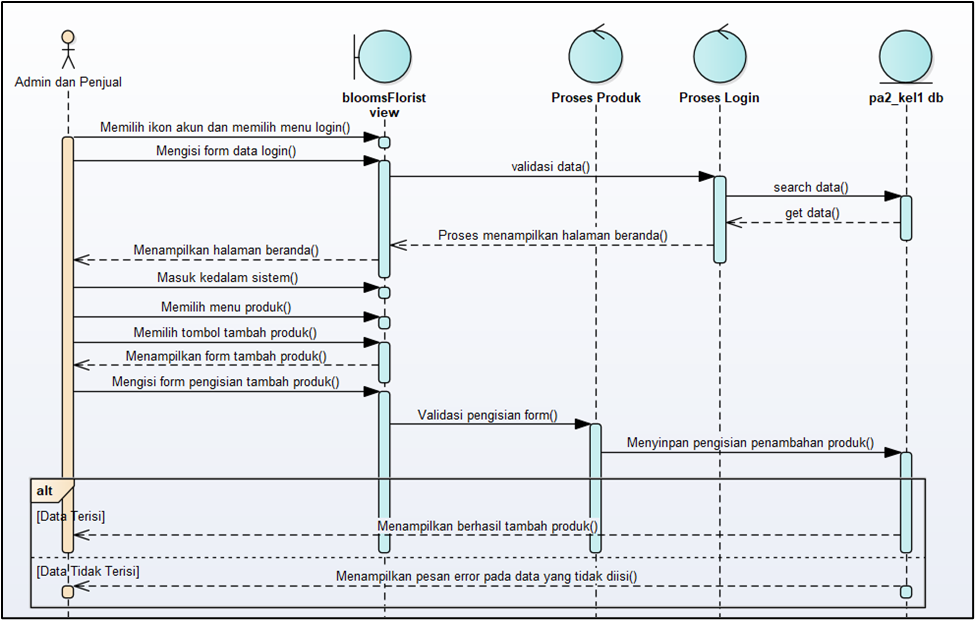 Admin dan Penjual
bloomsFlorist
view
Proses Produk
Proses Login
pa2_kel1 db
Memilih ikon akun dan memilih menu login()
Mengisi form data login()
validasi data()
search data()
get data()
Proses menampilkan halaman beranda()
Menampilkan halaman beranda()
Masuk kedalam sistem()
Memilih menu produk()
Memilih tombol tambah produk()
Menampilkan form tambah produk()
Mengisi form pengisian tambah produk()
Validasi pengisian form()
Menyinpan pengisian penambahan produk()
alt
[Data Terisi]
Menampilkan berhasil tambah produk()
[Data Tidak Terisi]
Menampilkan pesan error pada data yang tidak diisi()